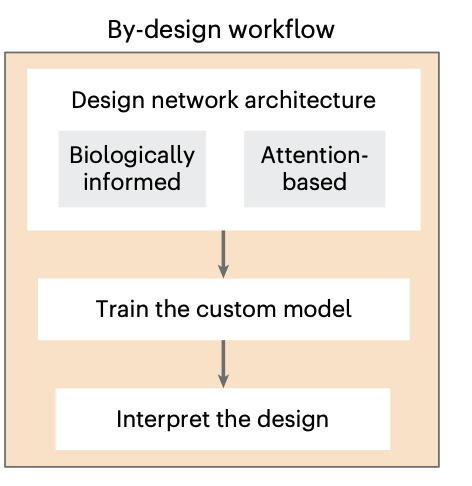 By-design workflow
Design network architecture
Biologically
informed
Attention-
based
Train the custom model
Interpret the design